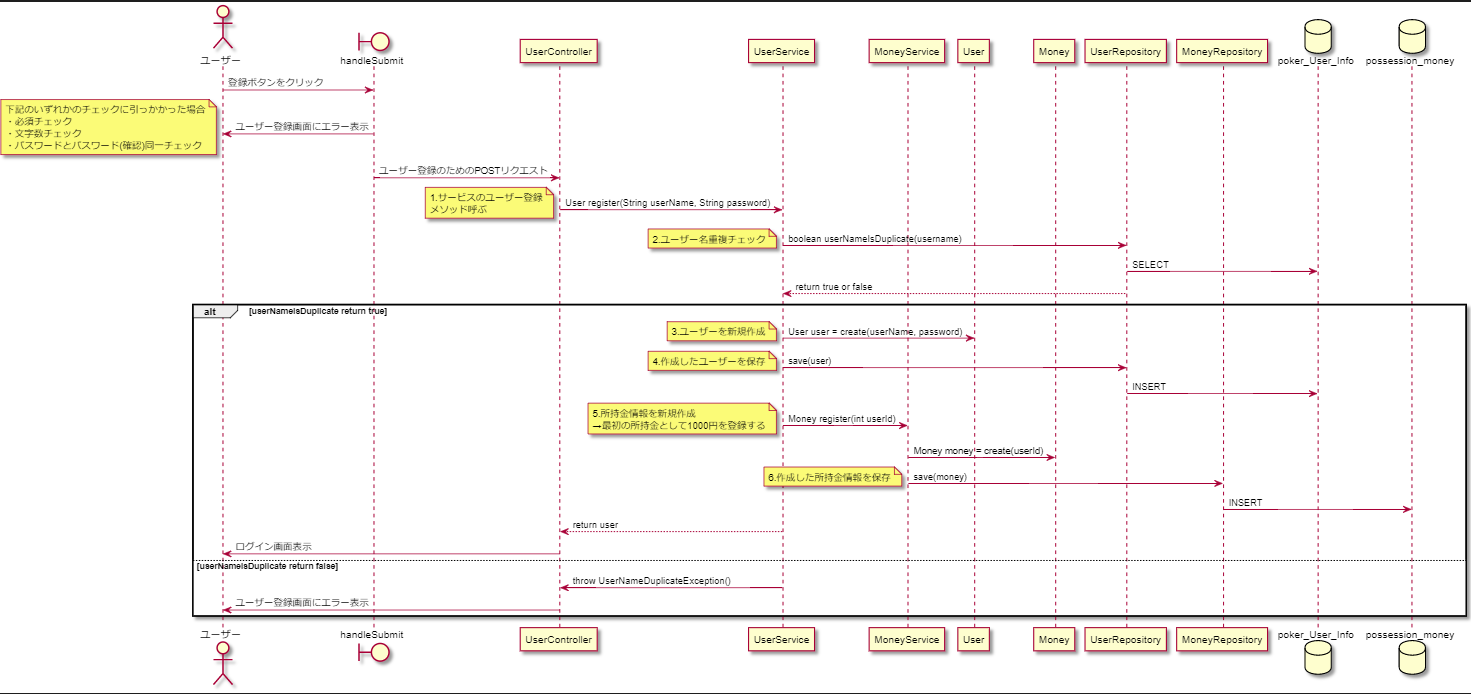 ユーザー
handleSubmit
UserController
UserService
MoneyService
User
Money
UserRepository
MoneyRepository
poker_User_Info
possession_money
登録ボタンをクリック
下記のいずれかのチェックに引っかかった場合
・必須チェック
・文字数チェック
・パスワードとパスワード(確認)同一チェック
ユーザー登録画面にエラー表示
ユーザー登録のためのPOSTリクエスト
1.サービスのユーザー登録
メソッド呼ぶ
User register(String userName, String password)
2.ユーザー名重複チェック
boolean userNameIsDuplicate(username)
SELECT
return true or false
alt
[userNameIsDuplicate return true]
3.ユーザーを新規作成
User user = create(userName, password)
4.作成したユーザーを保存
save(user)
INSERT
5.所持金情報を新規作成
→最初の所持金として1000円を登録する
Money register(int userId)
Money money = create(userId)
6.作成した所持金情報を保存
save(money)
INSERT
return user
ログイン画面表示
[userNameIsDuplicate return false]
throw UserNameDuplicateException()
ユーザー登録画面にエラー表示
ユーザー
handleSubmit
UserController
UserService
MoneyService
User
Money
UserRepository
MoneyRepository
poker_User_Info
possession_money